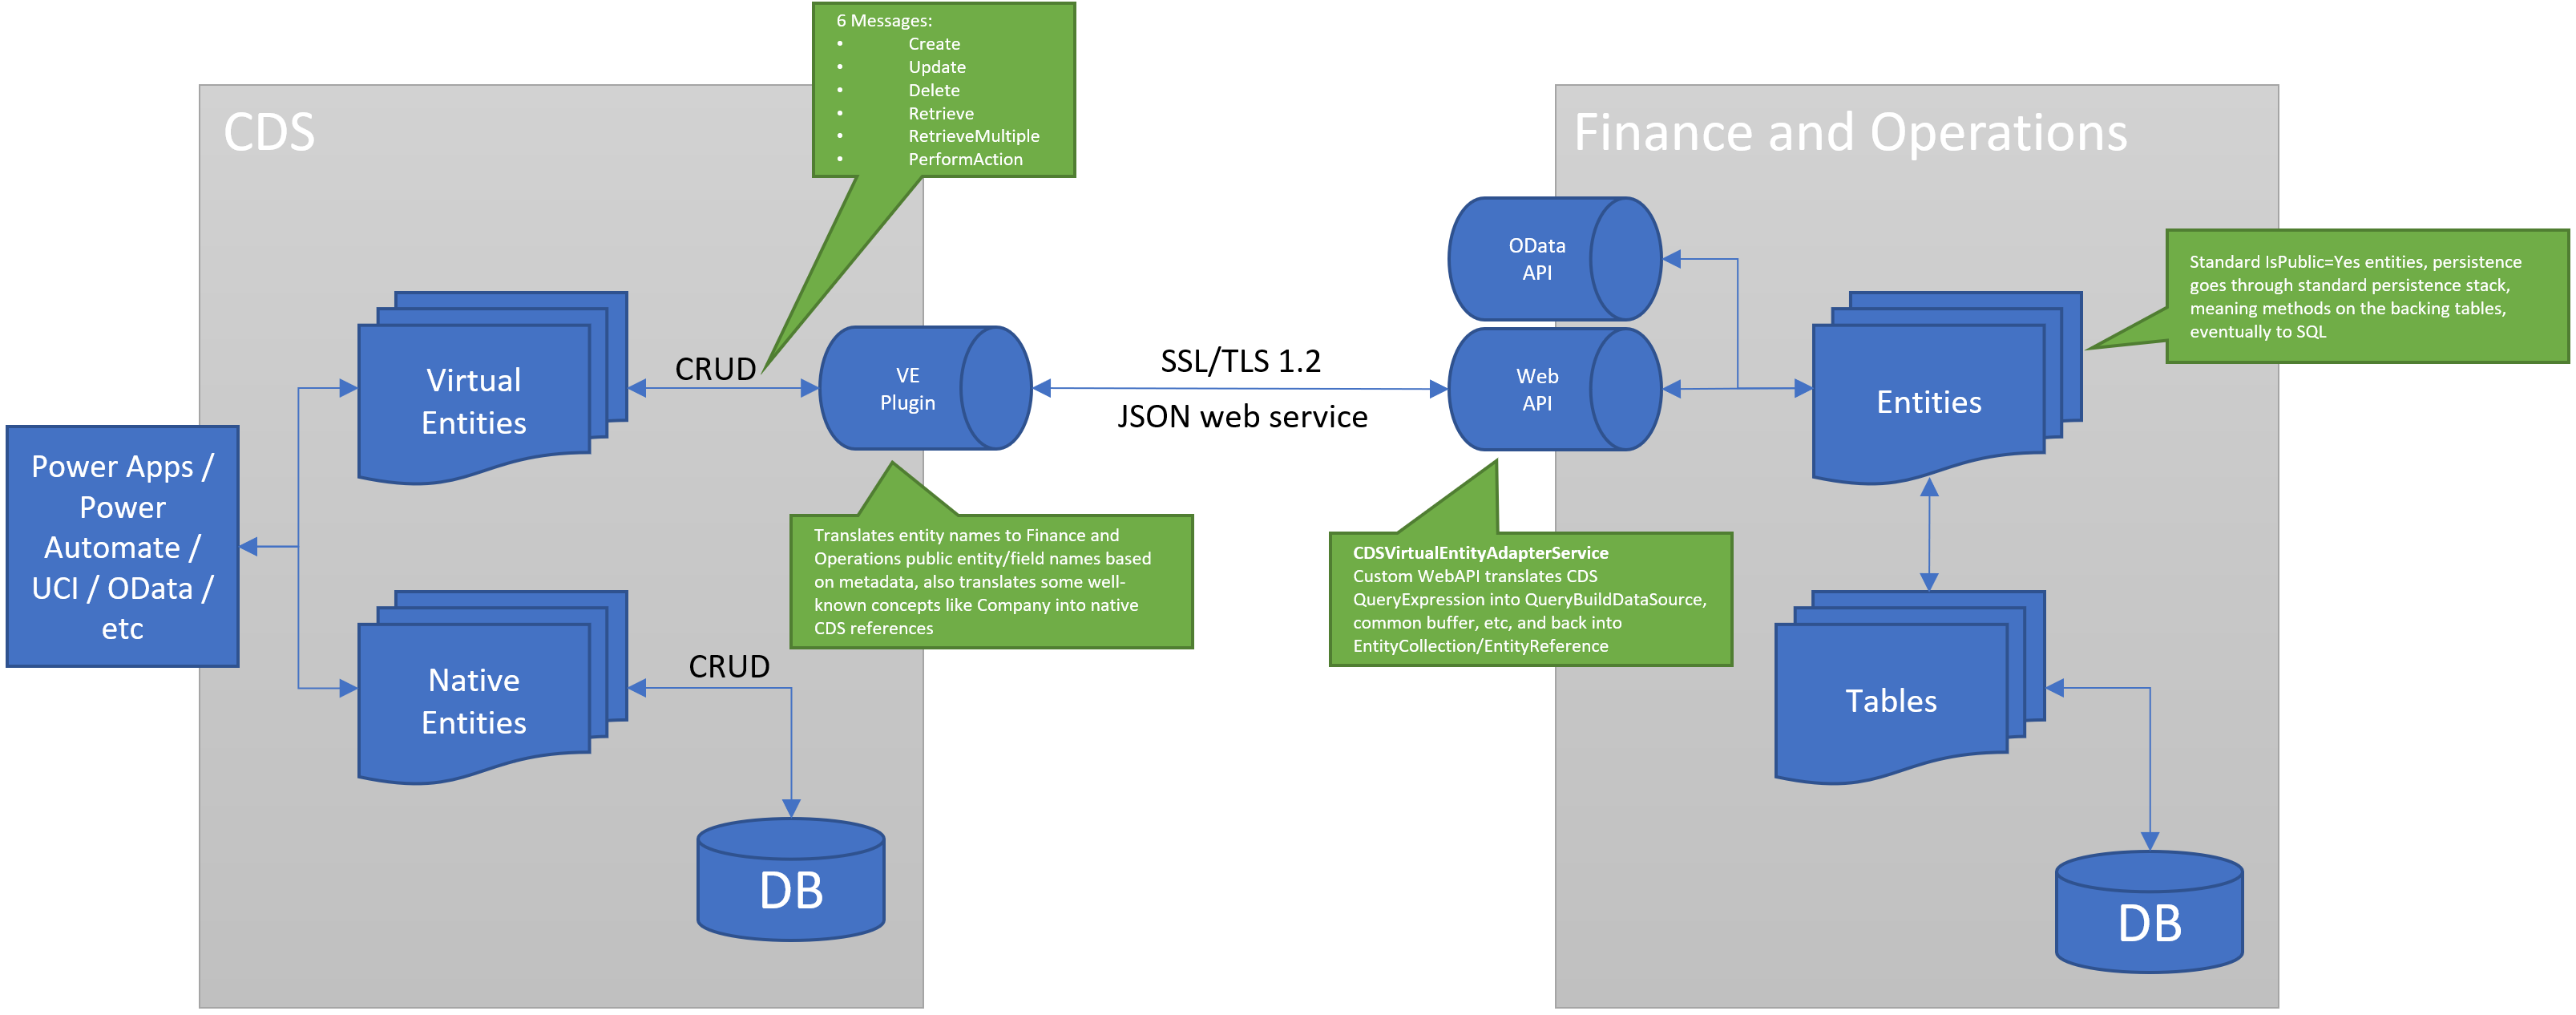 6 Messages:
• Create
• Update
• Delete
• Retrieve
• RetrieveMultiple
• PerformAction
CDS
Finance and Operations
OData
API
Standard IsPublic=Yes entities, persistence
goes through standard persistence stack,
meaning methods on the backing tables,
eventually to SQL
Virtual
Entities
CRUD
VE
Plugin
SSL/TLS 1.2
JSON web service
Web
API
Entities
Power Apps /
Power
Automate /
UCI / OData /
etc
Translates entity names to Finance and
Operations public entity/field names based
on metadata, also translates some well-
known concepts like Company into native
CDS references
CDSVirtualEntityAdapterService
Custom WebAPI translates CDS
QueryExpression into QueryBuildDataSource,
common buffer, etc, and back into
EntityCollection/EntityReference
Native
Entities
CRUD
Tables
DB
DB